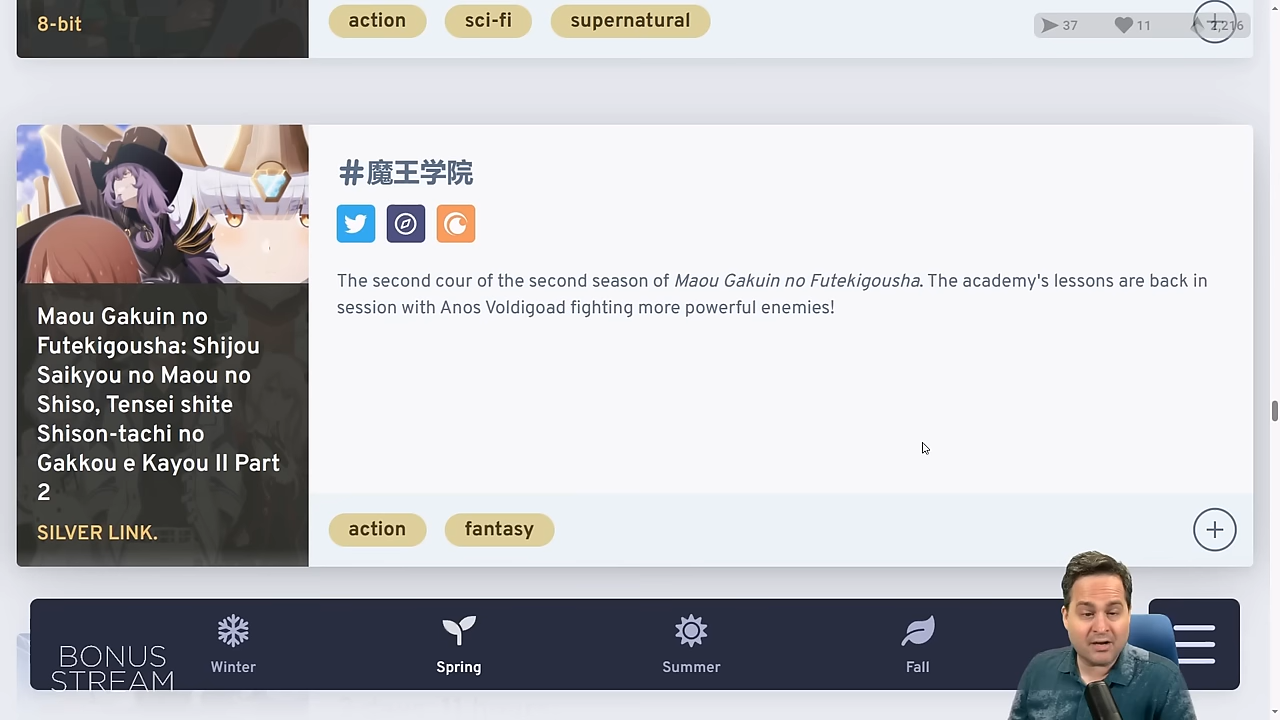 8-bit
action sci-fi supernatural
37 11 2,216
#魔王学院
The second cour of the second season of Maou Gakuin no Futekigousha. The academy's lessons are back in
session with Anos Voldigoad fighting more powerful enemies!
Maou Gakuin no
Futekigousha: Shijou
Saikyou no Maou no
Shiso, Tensei shite
Shison-tachi no
Gakkou e Kayou II Part
2
SILVER LINK.
action fantasy
BONUS
STREAM
Winter Spring Summer Fall